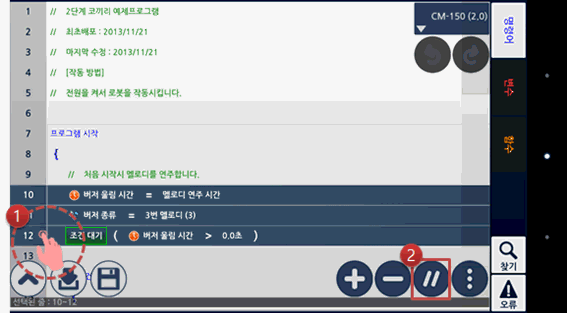 1 // 2단계 코끼리 예제프로그램
2 // 최초배포 : 2013/11/21
3 // 마지막 수정 : 2013/11/21
4 // [작동 방법]
5 // 전원을 켜서 로봇을 작동시킵니다.
6
7 프로그램 시작
8 {
9 // 처음 시작시 멜로디를 연주합니다.
10 버저 울림 시간 = 멜로디 연주 시간
버저 종류 = 3번 멜로디 (3)
12 조건 대기 ( 버저 울림 시간 > 0.0초 )
13
선택된 줄 : 10~12
CM-150 (2.0)
명령어
변수
함수
찾기
오류
1
2
//